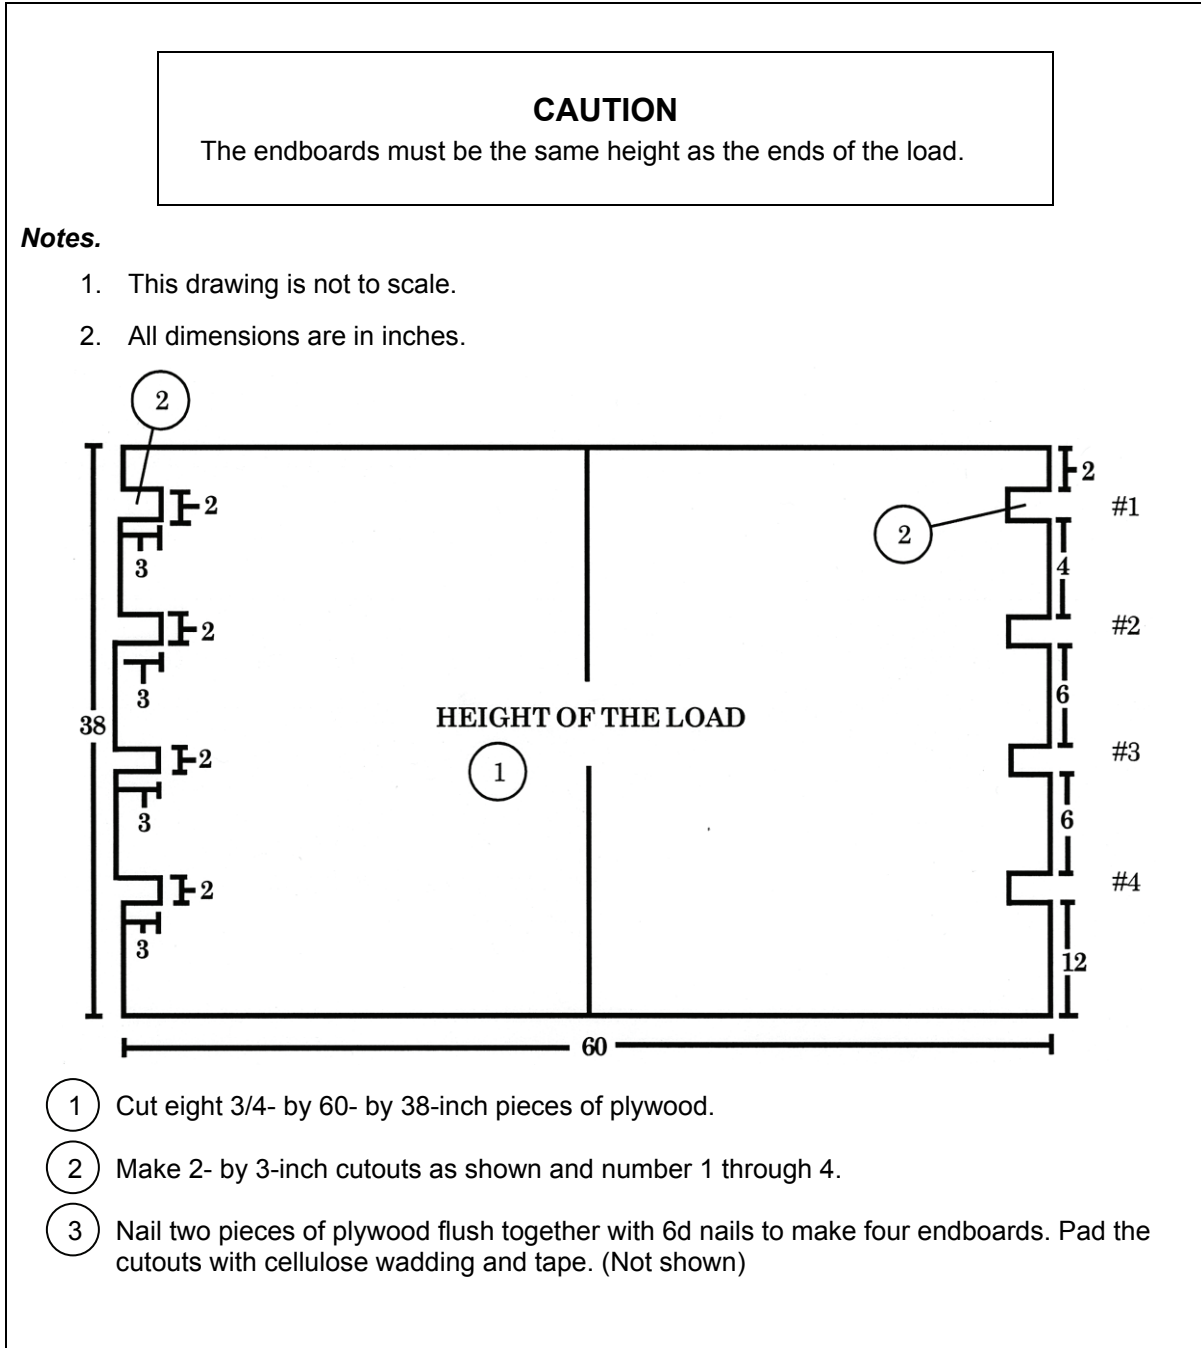 CAUTION
The endboards must be the same height as the ends of the load.
Notes.
1. This drawing is not to scale.
2. All dimensions are in inches.
2
2
2
#1
2
3
4
2
#2
3
6
38
HEIGHT OF THE LOAD
1
2
#3
3
6
2
#4
3
12
60
1 Cut eight 3/4- by 60- by 38-inch pieces of plywood.
2 Make 2- by 3-inch cutouts as shown and number 1 through 4.
3 Nail two pieces of plywood flush together with 6d nails to make four endboards. Pad the
cutouts with cellulose wadding and tape. (Not shown)